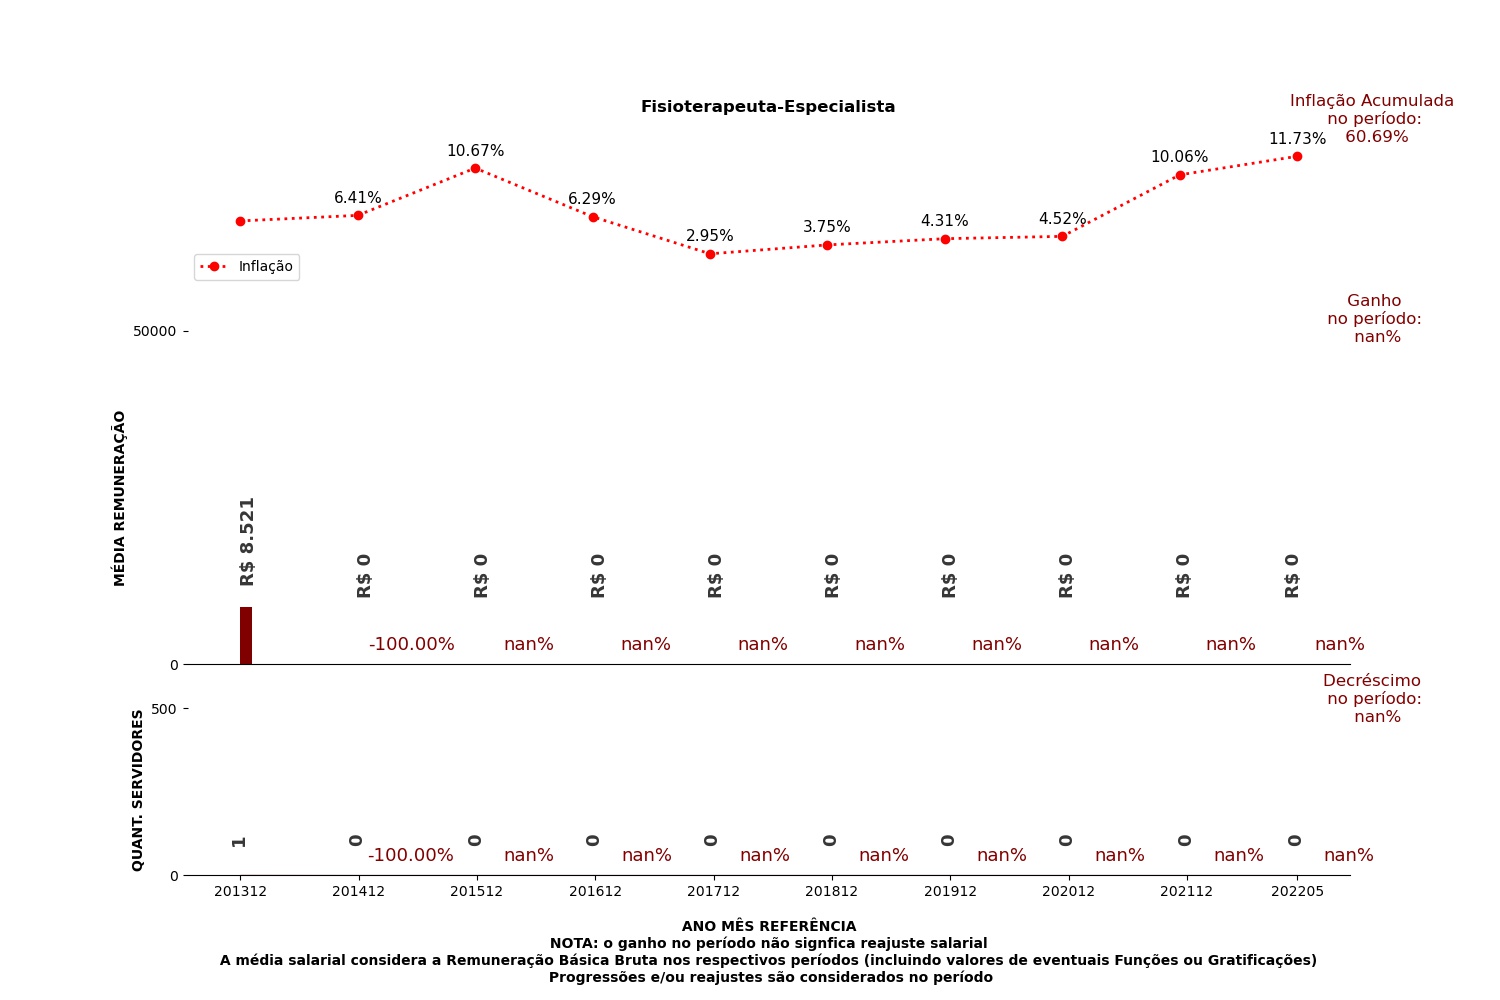 Fisioterapeuta-Especialista
Inflação Acumulada
no período:
60.69%
6.41%
10.67%
6.29%
2.95%
3.75%
4.31%
4.52%
10.06%
11.73%
Inflação
Ganho
no período:
nan%
50000
0
MÉDIA REMUNERAÇÃO
R$ 8.521
R$ 0
R$ 0
R$ 0
R$ 0
R$ 0
R$ 0
R$ 0
R$ 0
R$ 0
-100.00%
nan%
nan%
nan%
nan%
nan%
nan%
nan%
nan%
Decréscimo
no período:
nan%
500
0
QUANT. SERVIDORES
1
0
0
0
0
0
0
0
0
0
-100.00%
nan%
nan%
nan%
nan%
nan%
nan%
nan%
nan%
201312
201412
201512
201612
201712
201812
201912
202012
202112
202205
ANO MÊS REFERÊNCIA
NOTA: o ganho no período não signfica reajuste salarial
A média salarial considera a Remuneração Básica Bruta nos respectivos períodos (incluindo valores de eventuais Funções ou Gratificações)
Progressões e/ou reajustes são considerados no período